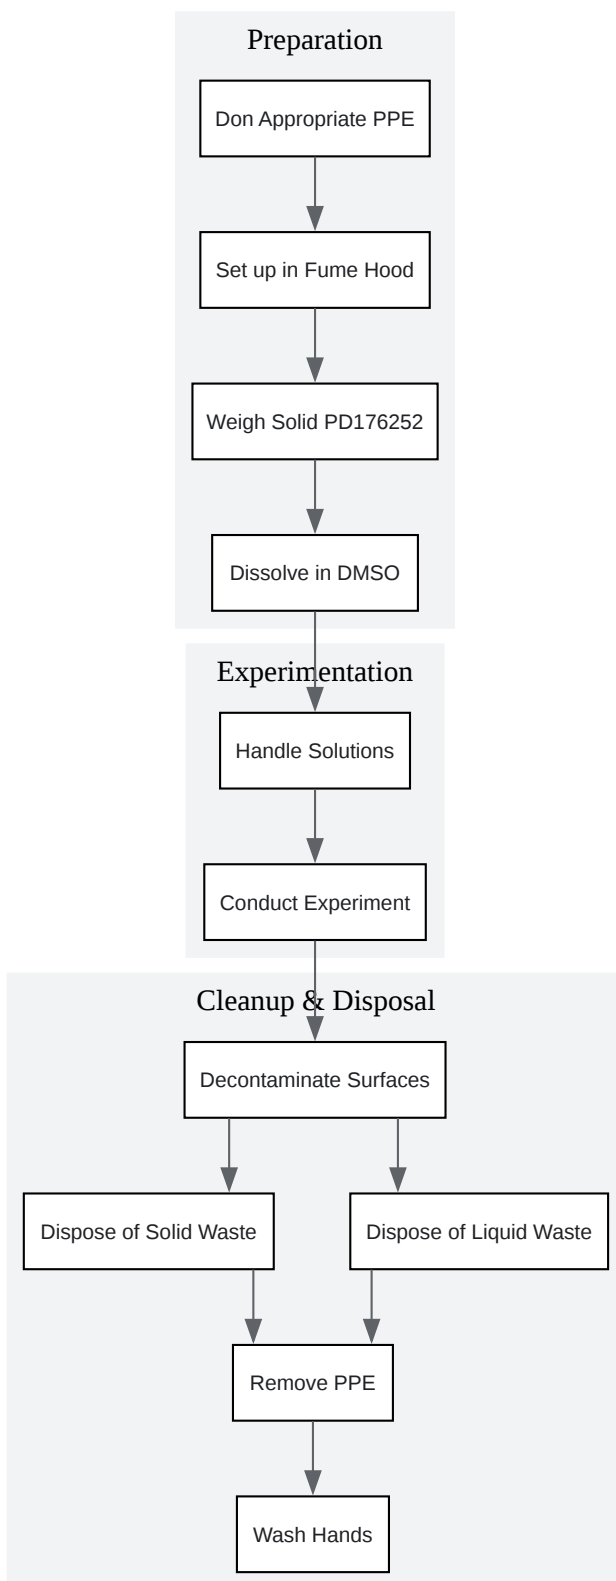 Preparation
Don Appropriate PPE
Set up in Fume Hood
Weigh Solid PD176252
Dissolve in DMSO
Experimentation
Handle Solutions
Conduct Experiment
Cleanup & Disposal
Decontaminate Surfaces
Dispose of Solid Waste
Dispose of Liquid Waste
Remove PPE
Wash Hands